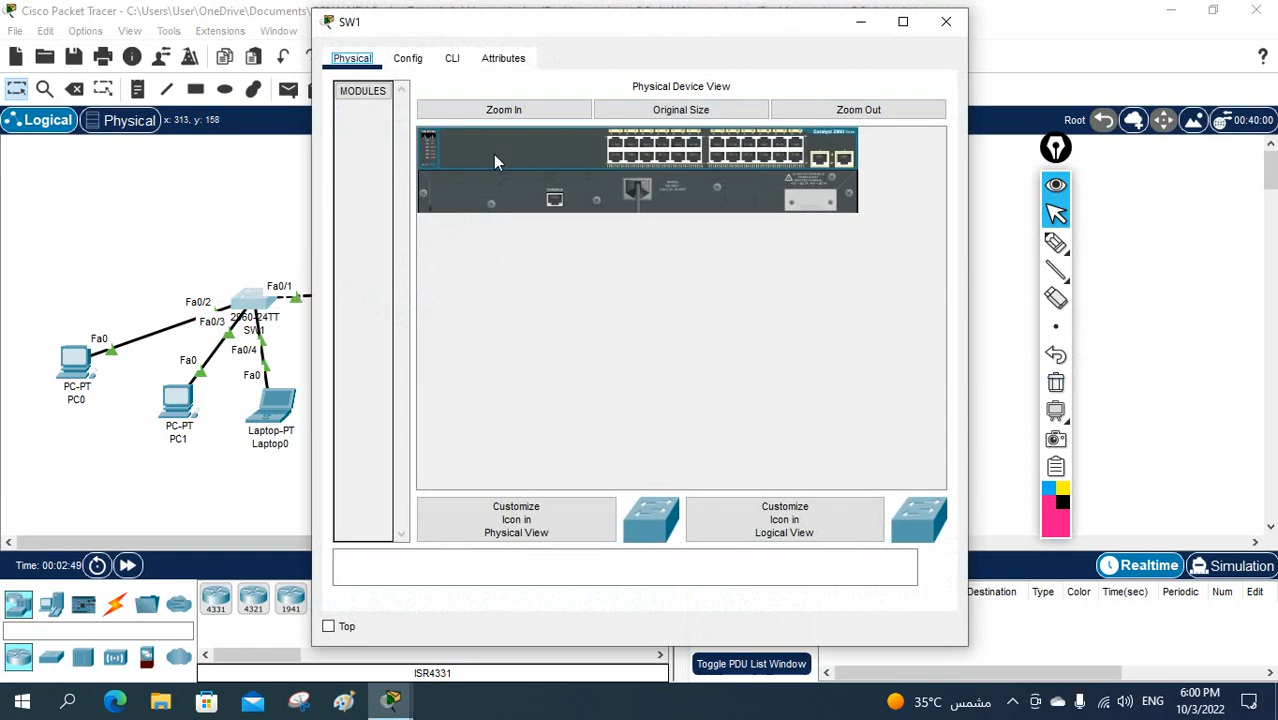 Cisco Packet Tracer - C:\Users\User\OneDrive\Documents\
SW1
File Edit Options View Tools Extensions Window
Physical Config CLI Attributes
MODULES
Physical Device View
Zoom In Original Size Zoom Out
Logical Physical x: 313, y: 158
Root 00:40:00
Catalyst 2960 Series
CONSOLE
Fa0/1
Fa0/2
2960-24TT
Fa0/3
SW1
Fa0
Fa0/4
Fa0
Fa0
PC-PT
PC0
PC-PT
PC1
Laptop-PT
Laptop0
Customize
Icon in
Physical View
Customize
Icon in
Logical View
Top
Time: 00:02:49
Realtime Simulation
4331 4321 1941
Destination Type Color Time(sec) Periodic Num Edit
ISR4331
Toggle PDU List Window
35°C مشمس
ENG
6:00 PM
10/3/2022